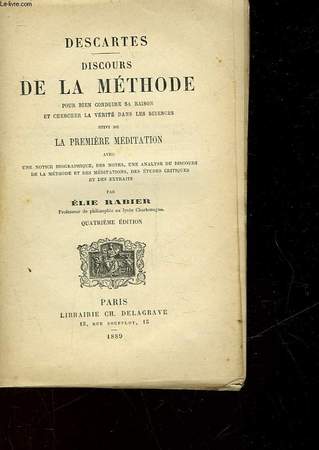 DESCARTES
DISCOURS
DE LA MÉTHODE
POUR BIEN CONDUIRE SA RAISON
ET CHERCHER LA VÉRITÉ DANS LES SCIENCES
SUIVI DE
LA PREMIÈRE MÉDITATION
AVEC
UNE NOTICE BIOGRAPHIQUE, DES NOTES, UNE ANALYSE DU DISCOURS
DE LA MÉTHODE ET DES MÉDITATIONS, DES ÉTUDES CRITIQUES
ET DES EXTRAITS
PAR
ÉLIE RABIER
Professeur de philosophie au lycée Charlemagne.
QUATRIÈME ÉDITION
PARIS
LIBRAIRIE CH. DELAGRAVE
15, RUE SOUFFLOT, 15
1889